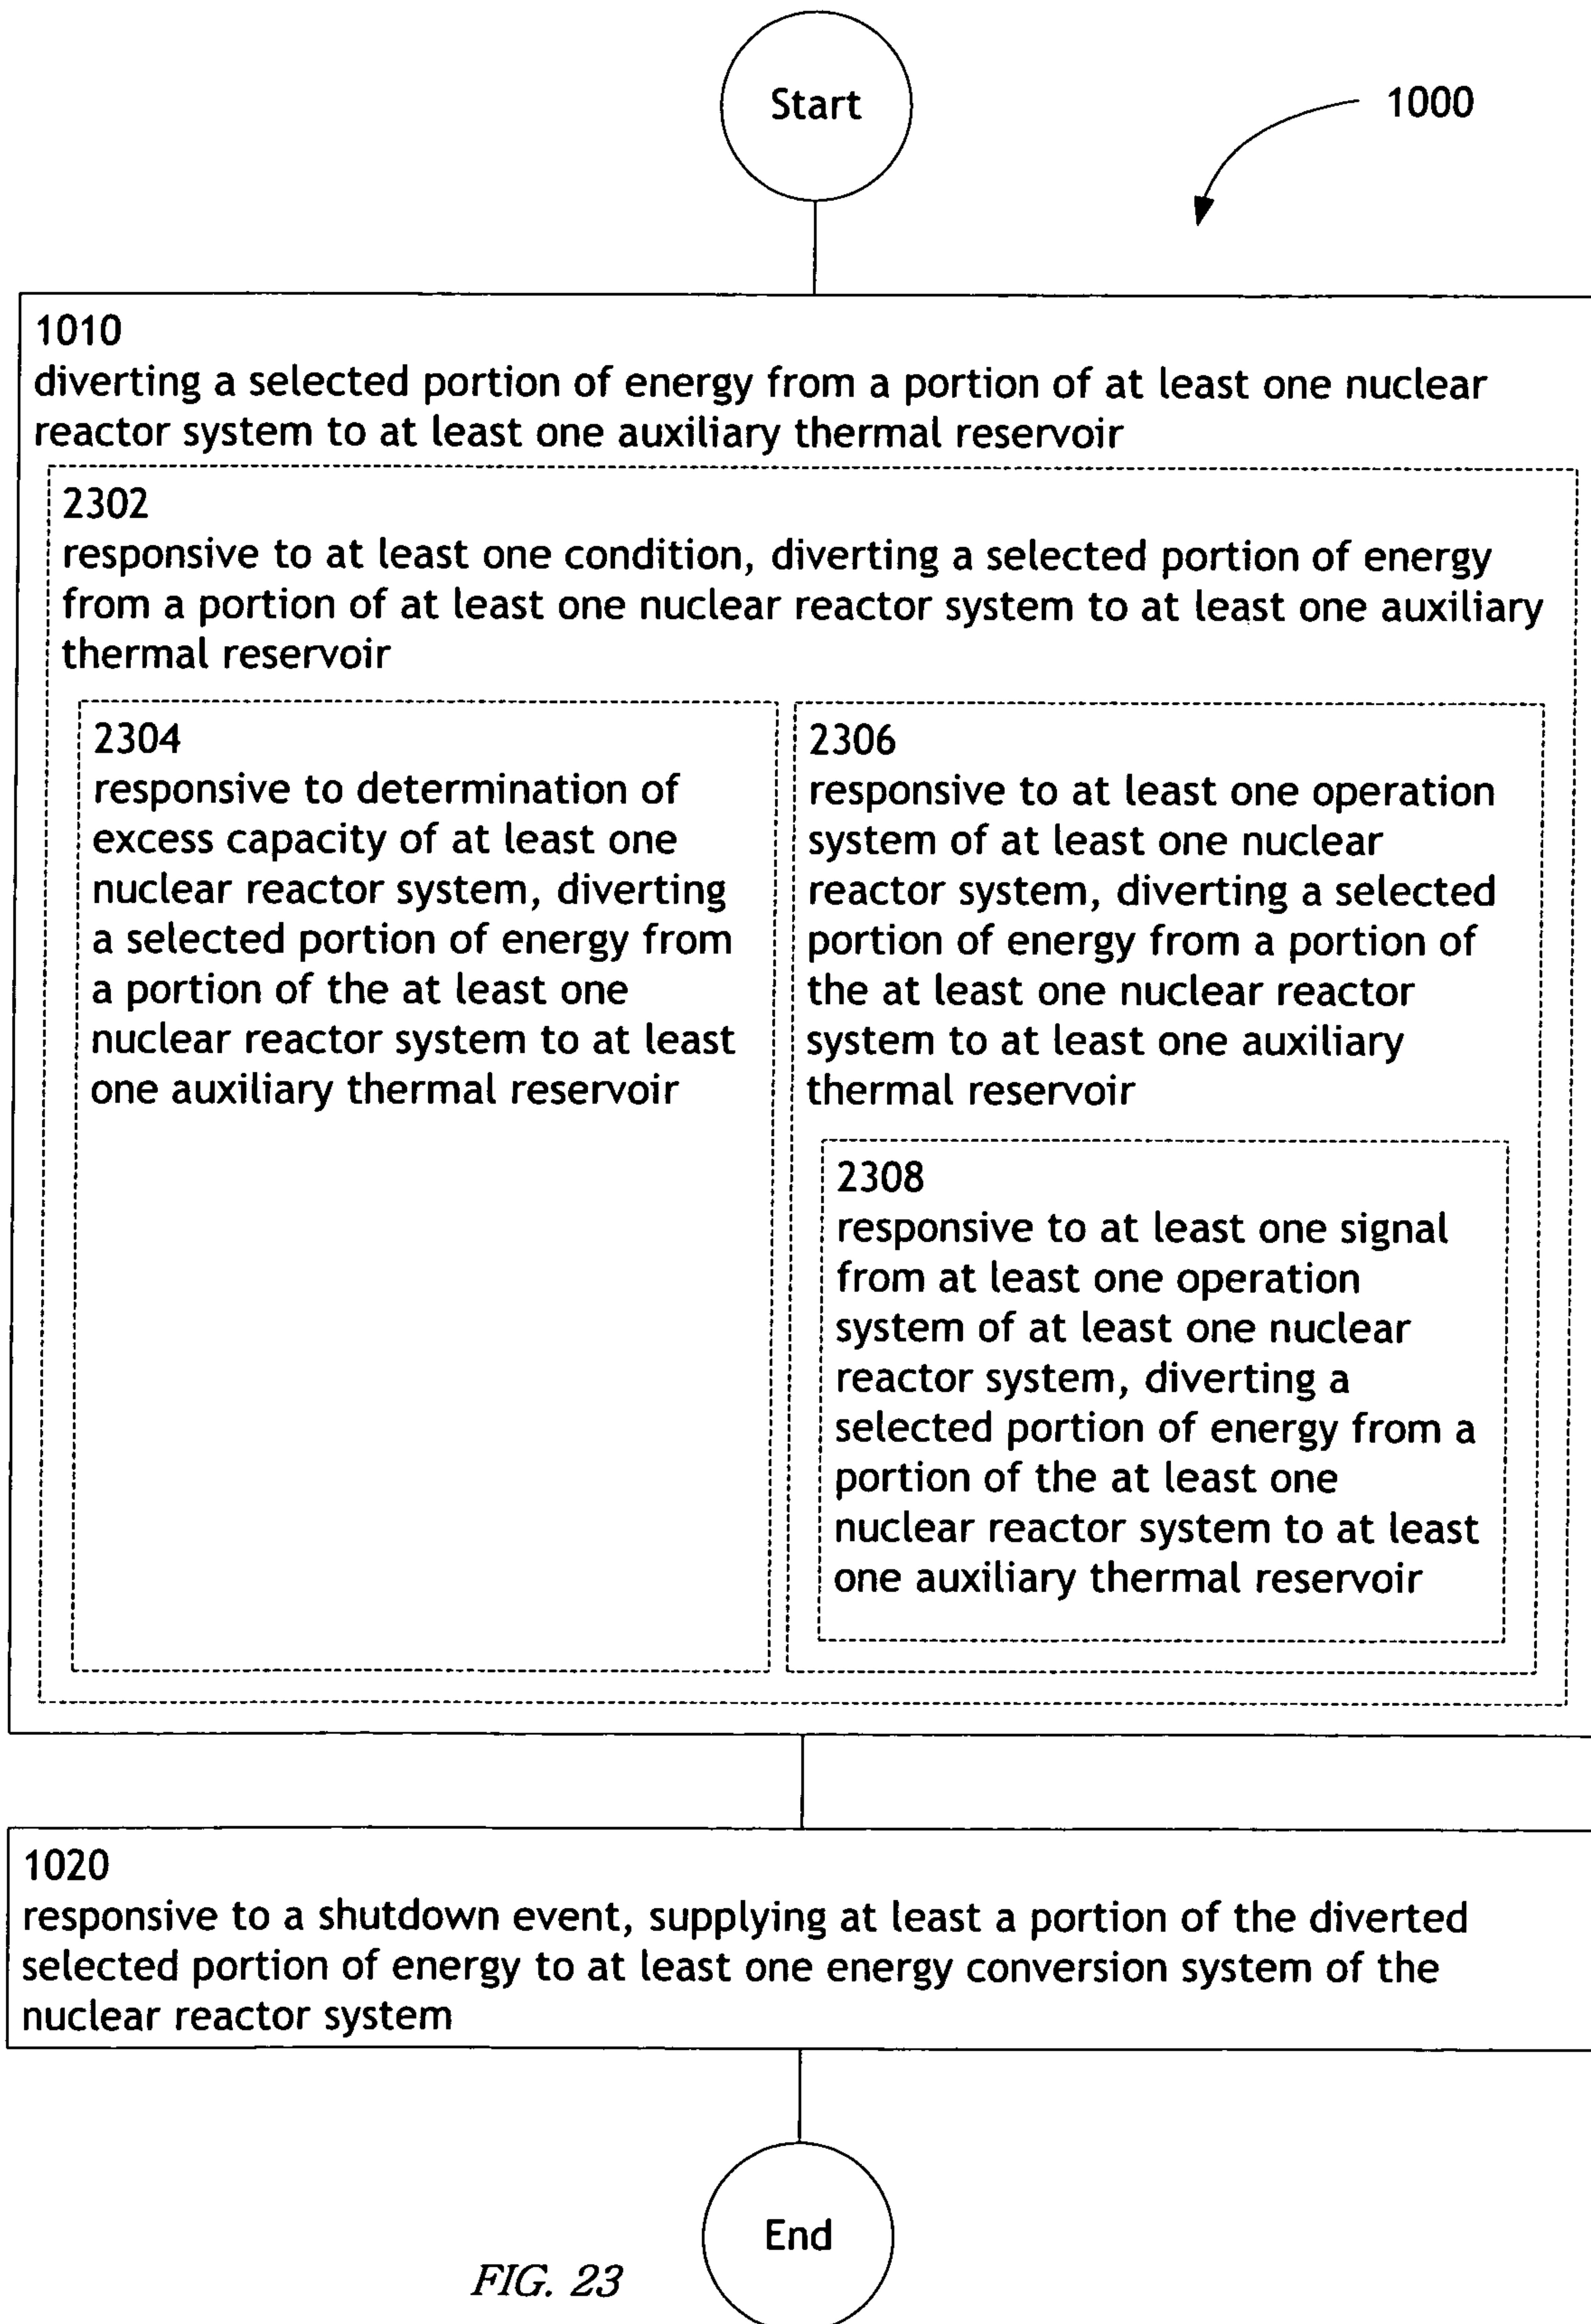 Start
1000
1010
diverting a selected portion of energy from a portion of at least one nuclear
reactor system to at least one auxiliary thermal reservoir
2302
responsive to at least one condition, diverting a selected portion of energy
from a portion of at least one nuclear reactor system to at least one auxiliary
thermal reservoir
2304
responsive to determination of
excess capacity of at least one
nuclear reactor system, diverting
a selected portion of energy from
a portion of the at least one
nuclear reactor system to at least
one auxiliary thermal reservoir
2306
responsive to at least one operation
system of at least one nuclear
reactor system, diverting a selected
portion of energy from a portion of
the at least one nuclear reactor
system to at least one auxiliary
thermal reservoir
2308
responsive to at least one signal
from at least one operation
system of at least one nuclear
reactor system, diverting a
selected portion of energy from a
portion of the at least one
nuclear reactor system to at least
one auxiliary thermal reservoir
1020
responsive to a shutdown event, supplying at least a portion of the diverted
selected portion of energy to at least one energy conversion system of the
nuclear reactor system
End
FIG. 23